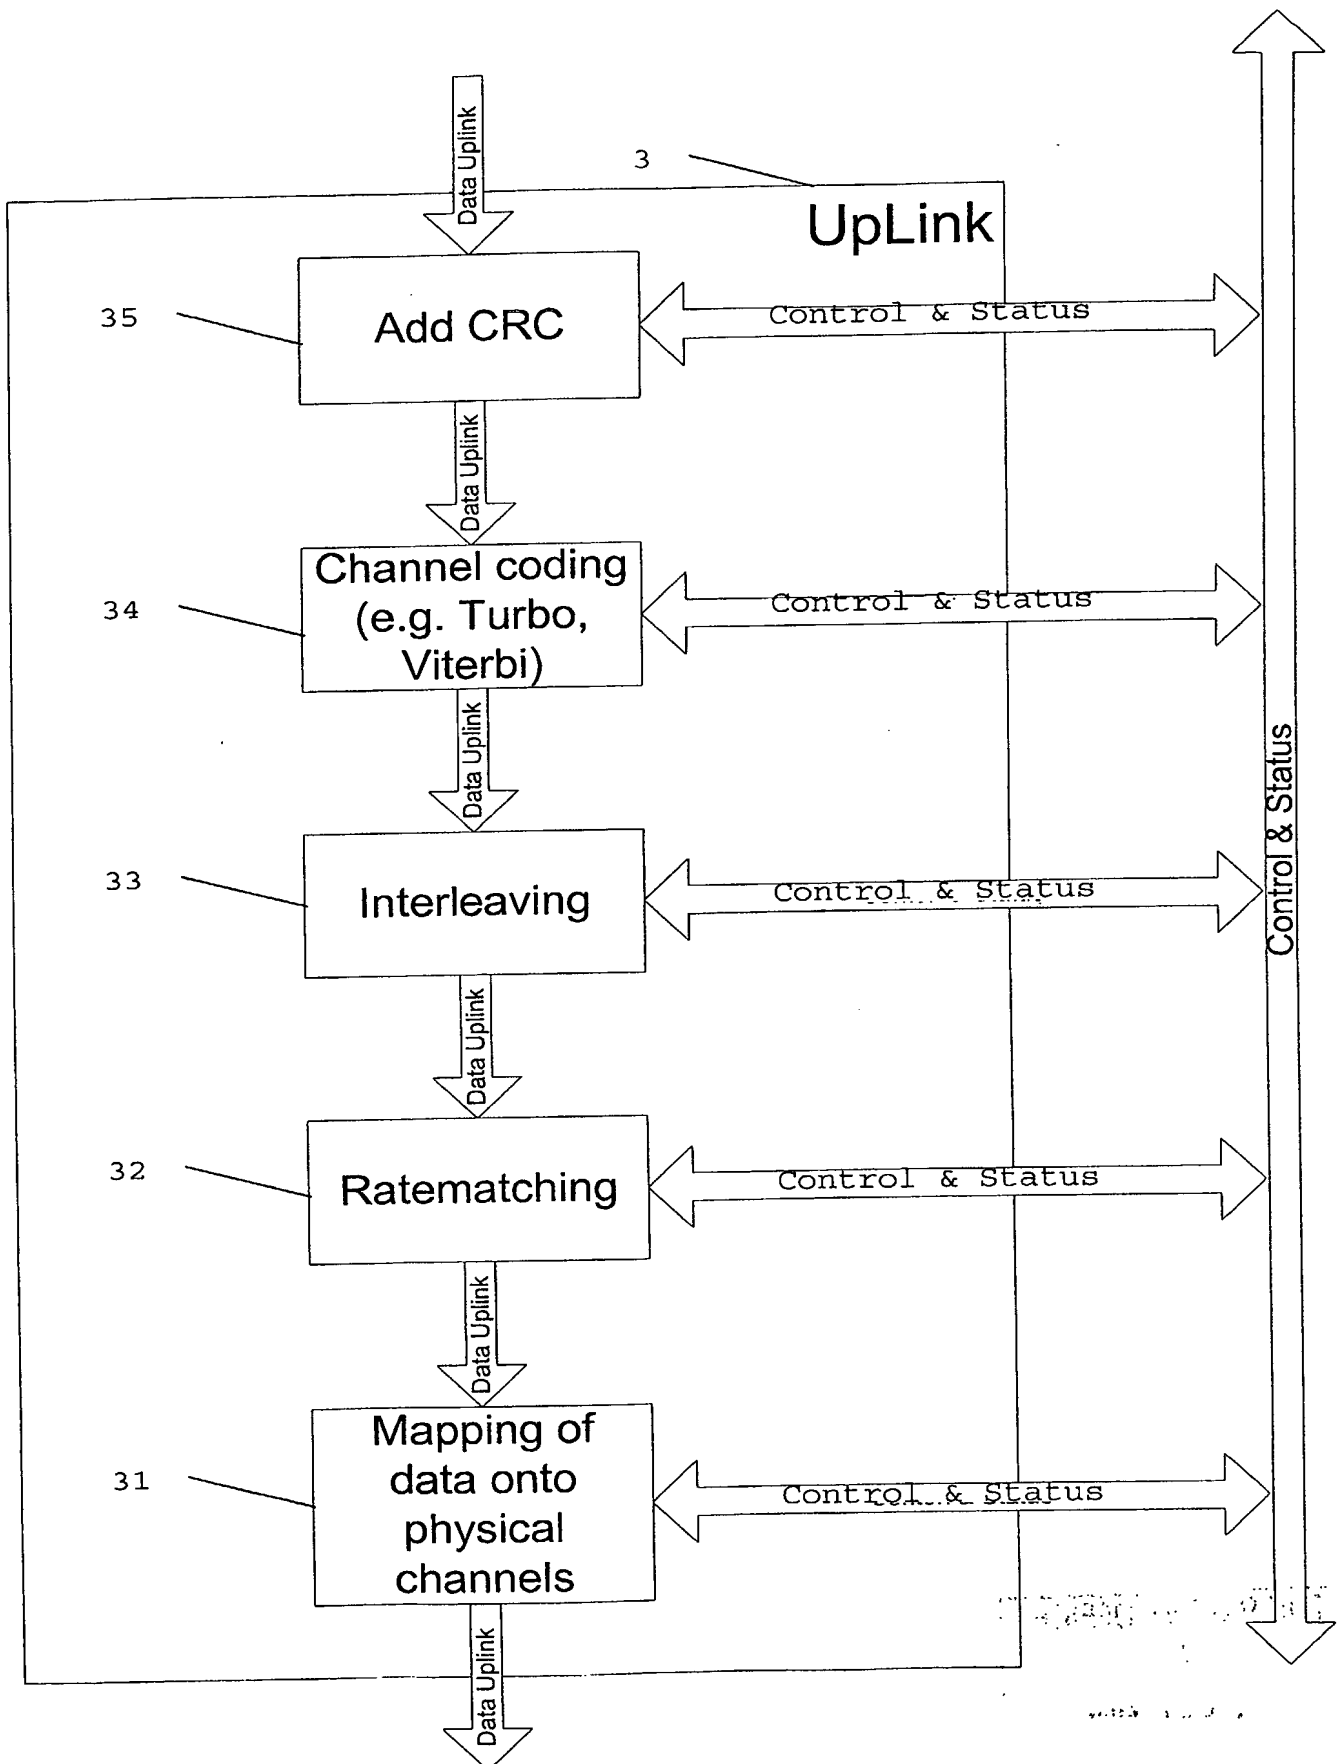 Data Uplink
3
UpLink
35
Add CRC
Control & Status
Data Uplink
34
Channel coding
(e.g. Turbo,
Viterbi)
Control & Status
Data Uplink
Control & Status
33
Interleaving
Control & Status
Data Uplink
32
Ratematching
Control & Status
Data Uplink
31
Mapping of
data onto
physical
channels
Control & Status
Data Uplink